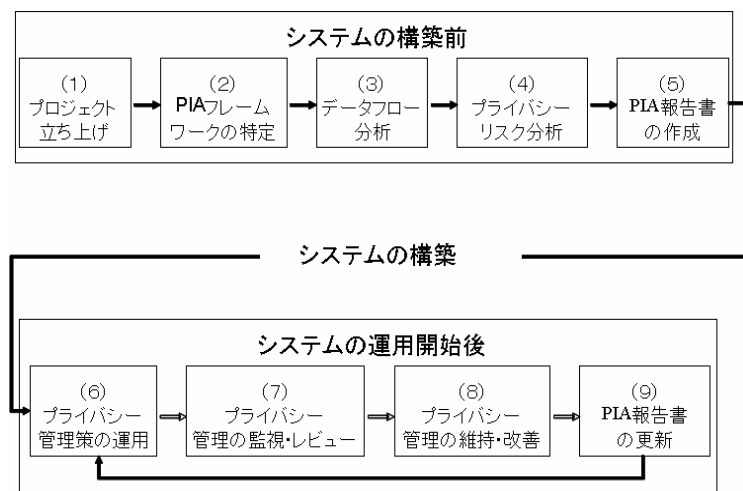 システムの構築前
(1)
プロジェクト
立ち上げ
(2)
PIAフレーム
ワークの特定
(3)
データフロー
分析
(4)
プライバシー
リスク分析
(5)
PIA報告書
の作成
システムの構築
システムの運用開始後
(6)
プライバシー
管理策の運用
(7)
プライバシー
管理の監視・レビュー
(8)
プライバシー
管理の維持・改善
(9)
PIA報告書
の更新